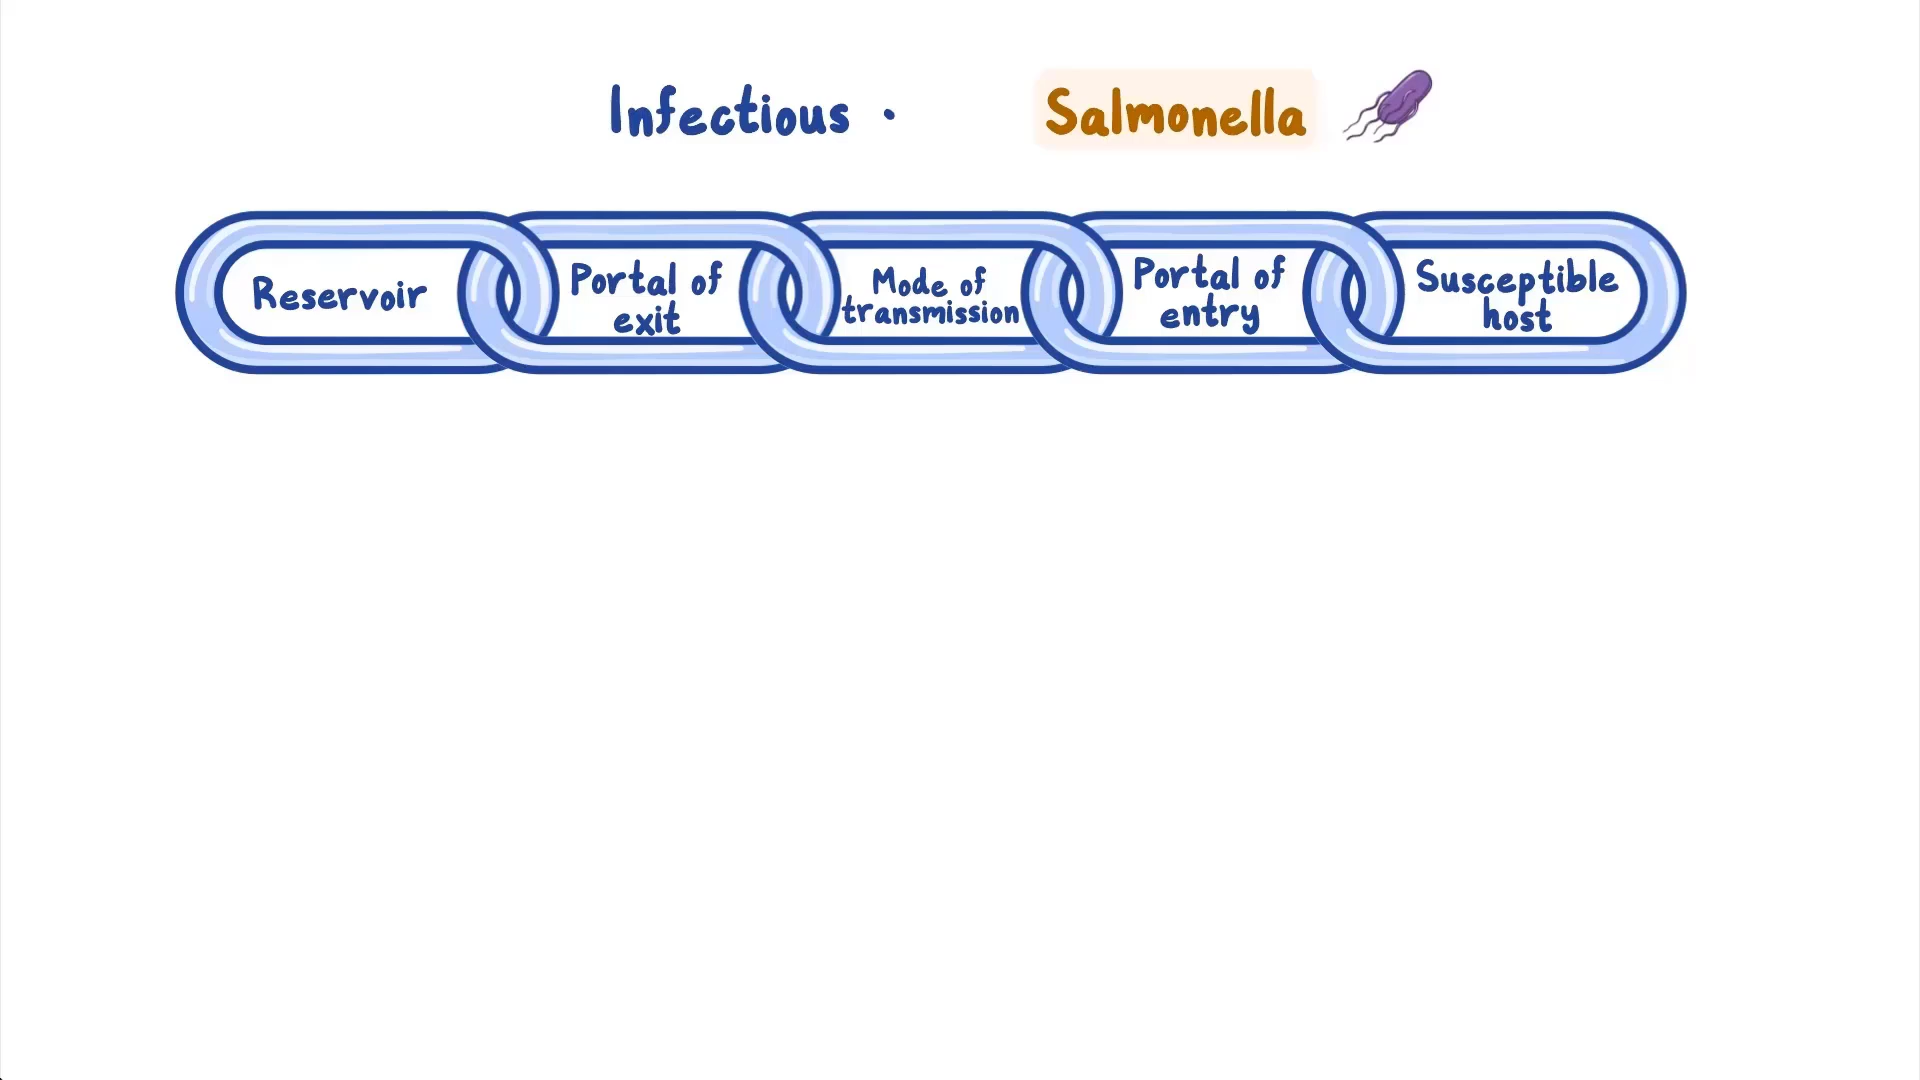 Infectious · Salmonella
Reservoir
Portal of
exit
Mode of
transmission
Portal of
entry
Susceptible
host